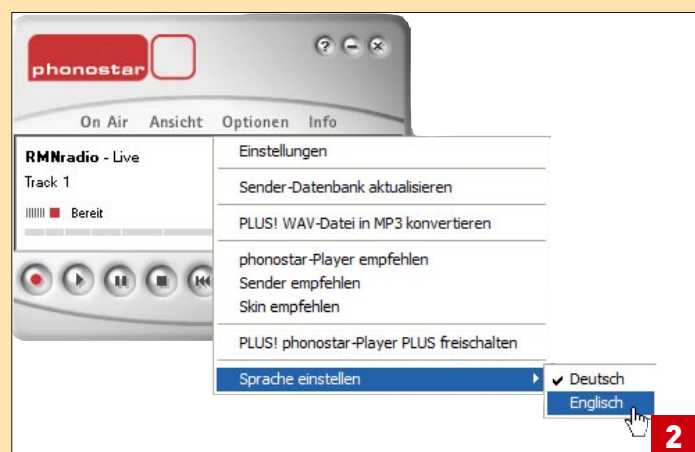 phonostar
On Air Ansicht Optionen Info
RMNradio - Live
Track 1
Bereit
Einstellungen
Sender-Datenbank aktualisieren
PLUS! WAV-Datei in MP3 konvertieren
phonostar-Player empfehlen
Sender empfehlen
Skin empfehlen
PLUS! phonostar-Player PLUS freischalten
Sprache einstellen
Deutsch
Englisch
2